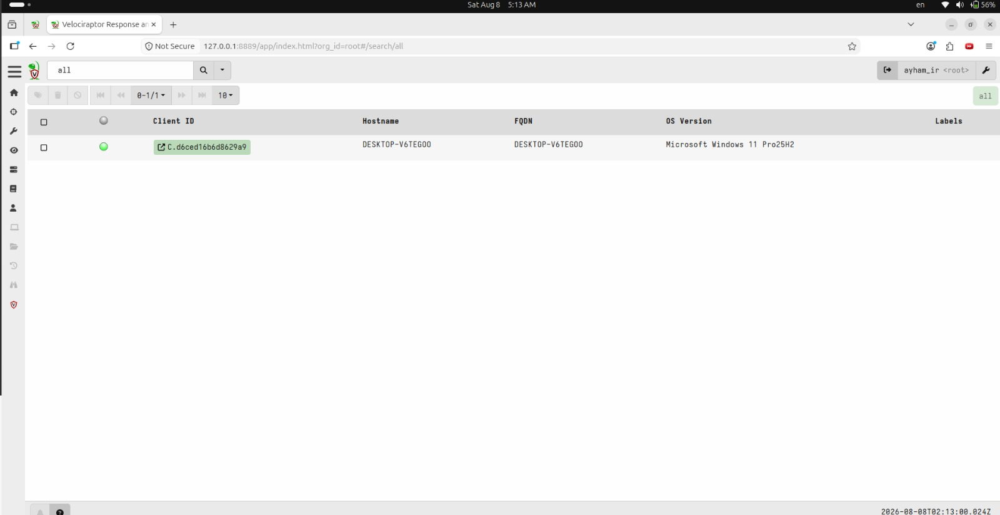 Sat Aug 8 5:13 AM
en
56%
Velociraptor Response an
Not Secure 127.0.0.1:8889/app/index.html?org_id=root#/search/all
all
ayham_ir <root>
0-1/1
10
all
Client ID Hostname FQDN OS Version Labels
C.d6ced16b6d8629a9 DESKTOP-V6TEGOO DESKTOP-V6TEGOO Microsoft Windows 11 Pro25H2
2026-08-08T02:13:00.024Z